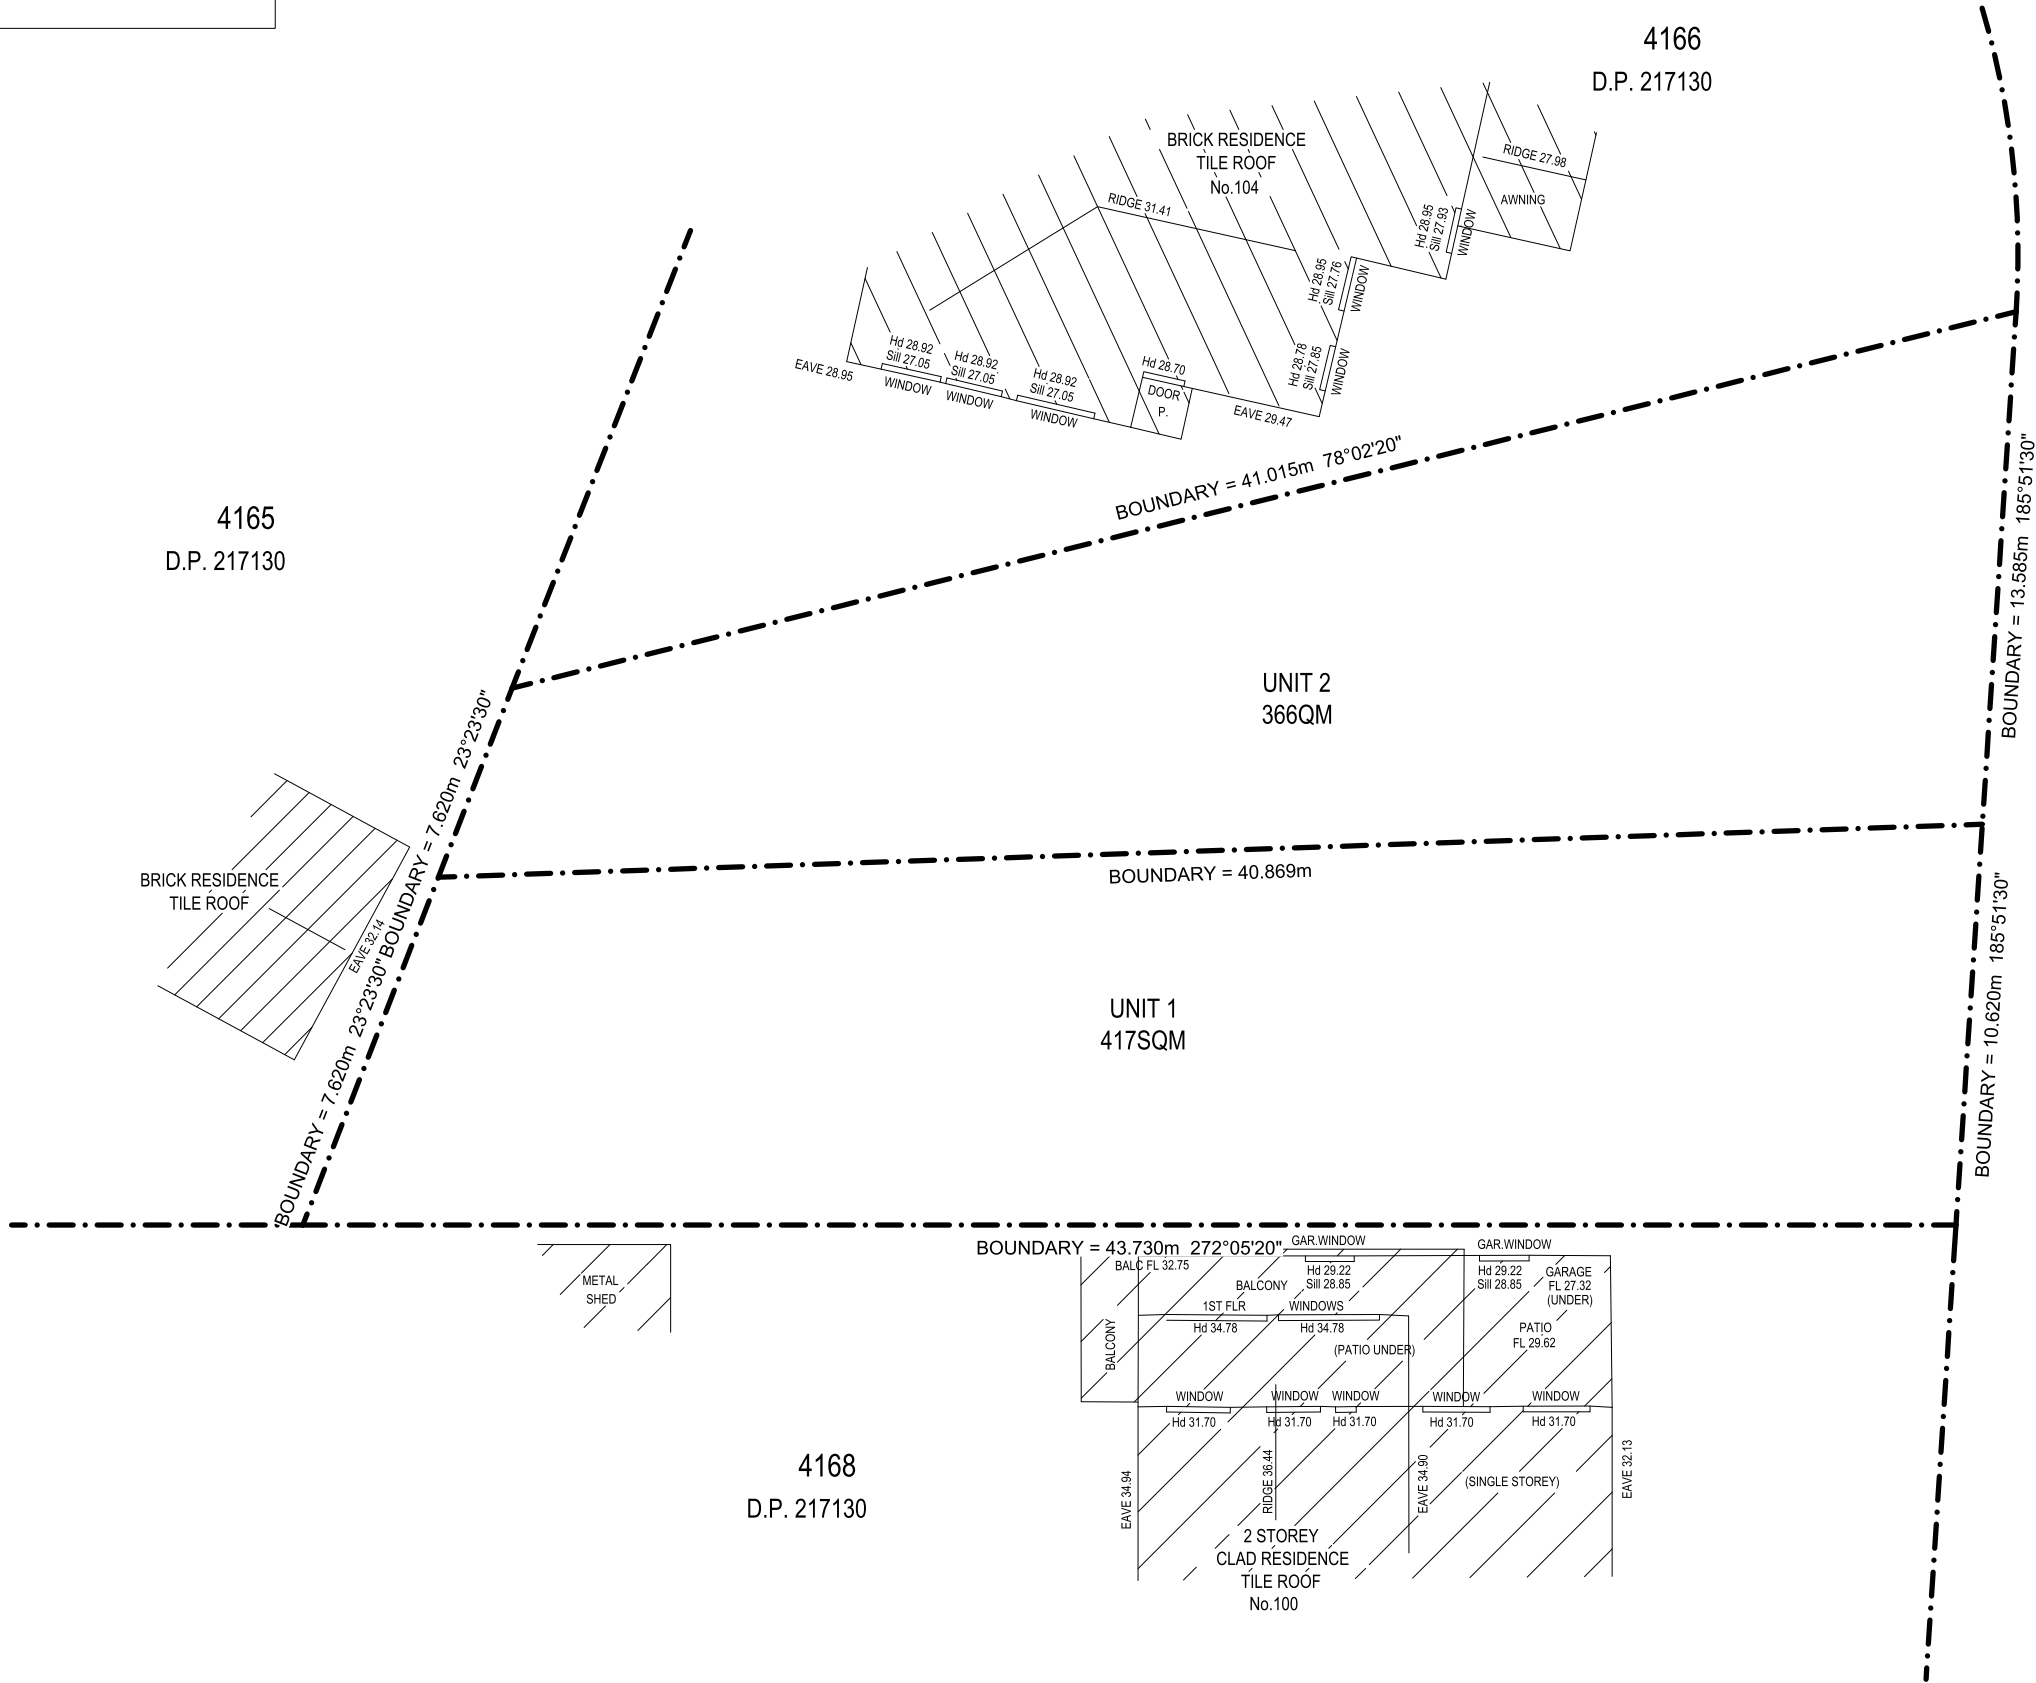 4166
D.P. 217130
BRICK RESIDENCE
TILE ROOF
No.104
RIDGE 27.98
AWNING
RIDGE 31.41
Hd 28.95
Sill 27.93
WINDOW
Hd 28.95
Sill 27.76
WINDOW
Hd 28.78
Sill 27.85
WINDOW
EAVE 28.95
Hd 28.92
Sill 27.05
WINDOW
Hd 28.92
Sill 27.05
WINDOW
Hd 28.92
Sill 27.05
WINDOW
Hd 28.70
DOOR
P.
EAVE 29.47
BOUNDARY = 41.015m 78°02'20"
BOUNDARY = 13.585m 185°51'30"
4165
D.P. 217130
UNIT 2
366QM
BOUNDARY = 7.620m 23°23'30"
BRICK RESIDENCE
TILE ROOF
EAVE 32.14
BOUNDARY = 40.869m
UNIT 1
417SQM
BOUNDARY = 7.620m 23°23'30"
BOUNDARY = 10.620m 185°51'30"
BOUNDARY = 43.730m 272°05'20"
METAL
SHED
GAR.WINDOW
GAR.WINDOW
BALC FL 32.75
Hd 29.22
Sill 28.85
Hd 29.22
Sill 28.85
BALCONY
GARAGE
FL 27.32
(UNDER)
1ST FLR
WINDOWS
Hd 34.78
Hd 34.78
PATIO
FL 29.62
BALCONY
(PATIO UNDER)
WINDOW
WINDOW
WINDOW
WINDOW
WINDOW
Hd 31.70
Hd 31.70
Hd 31.70
Hd 31.70
Hd 31.70
EAVE 34.94
RIDGE 36.44
EAVE 34.90
(SINGLE STOREY)
EAVE 32.13
4168
D.P. 217130
2 STOREY
CLAD RESIDENCE
TILE ROOF
No.100